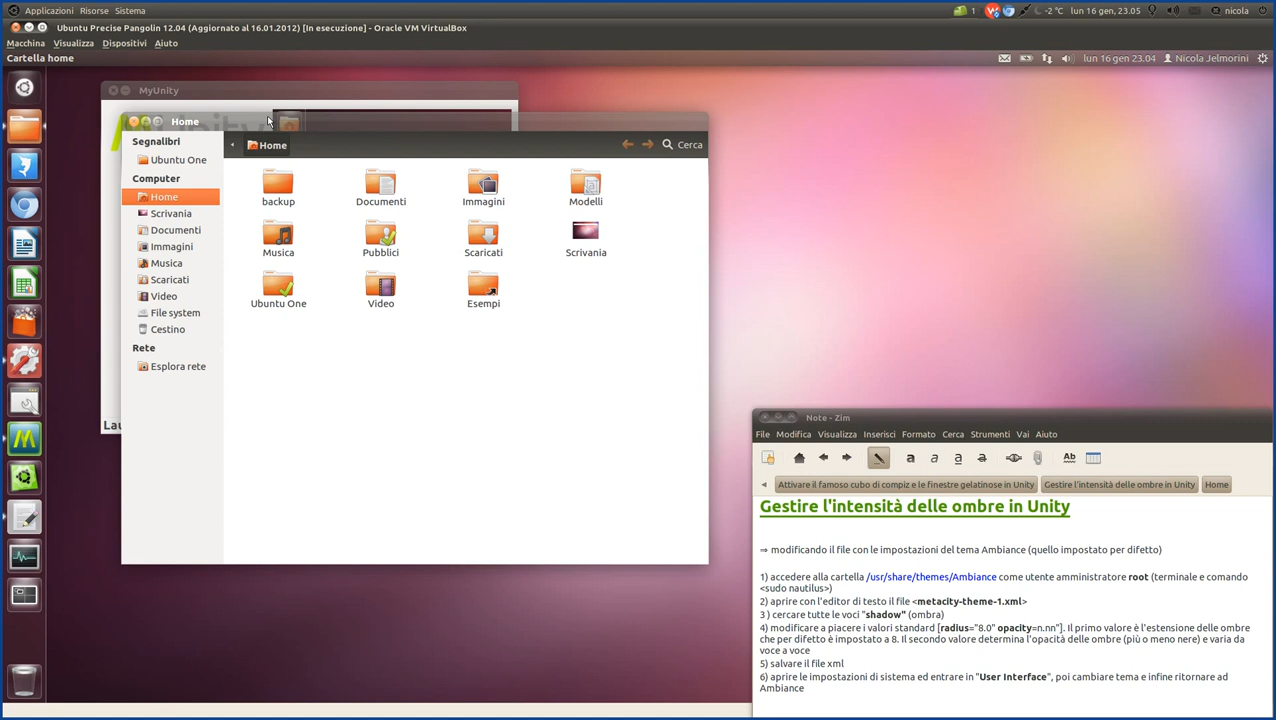 Applicazioni Risorse Sistema
1 -2 °C lun 16 gen, 23.05 nicola
Ubuntu Precise Pangolin 12.04 (Aggiornato al 16.01.2012) [In esecuzione] - Oracle VM VirtualBox
Macchina Visualizza Dispositivi Aiuto
Cartella home
lun 16 gen 23.04 Nicola Jelmorini
MyUnity
Home
Segnalibri
Ubuntu One
Computer
Home
Scrivania
Documenti
Immagini
Musica
Scaricati
Video
File system
Cestino
Rete
Esplora rete
Home
Cerca
backup Documenti Immagini Modelli
Musica Pubblici Scaricati Scrivania
Ubuntu One Video Esempi
Lau
Note - Zim
File Modifica Visualizza Inserisci Formato Cerca Strumenti Vai Aiuto
a a a a Ab
Attivare il famoso cubo di compiz e le finestre gelatinose in Unity Gestire l'intensità delle ombre in Unity Home
Gestire l'intensità delle ombre in Unity
⇒ modificando il file con le impostazioni del tema Ambiance (quello impostato per difetto)
1) accedere alla cartella /usr/share/themes/Ambiance come utente amministratore root (terminale e comando
<sudo nautilus>)
2) aprire con l'editor di testo il file <metacity-theme-1.xml>
3 ) cercare tutte le voci "shadow" (ombra)
4) modificare a piacere i valori standard [radius="8.0" opacity=n.nn"]. Il primo valore è l'estensione delle ombre
che per difetto è impostato a 8. Il secondo valore determina l'opacità delle ombre (più o meno nere) e varia da
voce a voce
5) salvare il file xml
6) aprire le impostazioni di sistema ed entrare in "User Interface", poi cambiare tema e infine ritornare ad
Ambiance